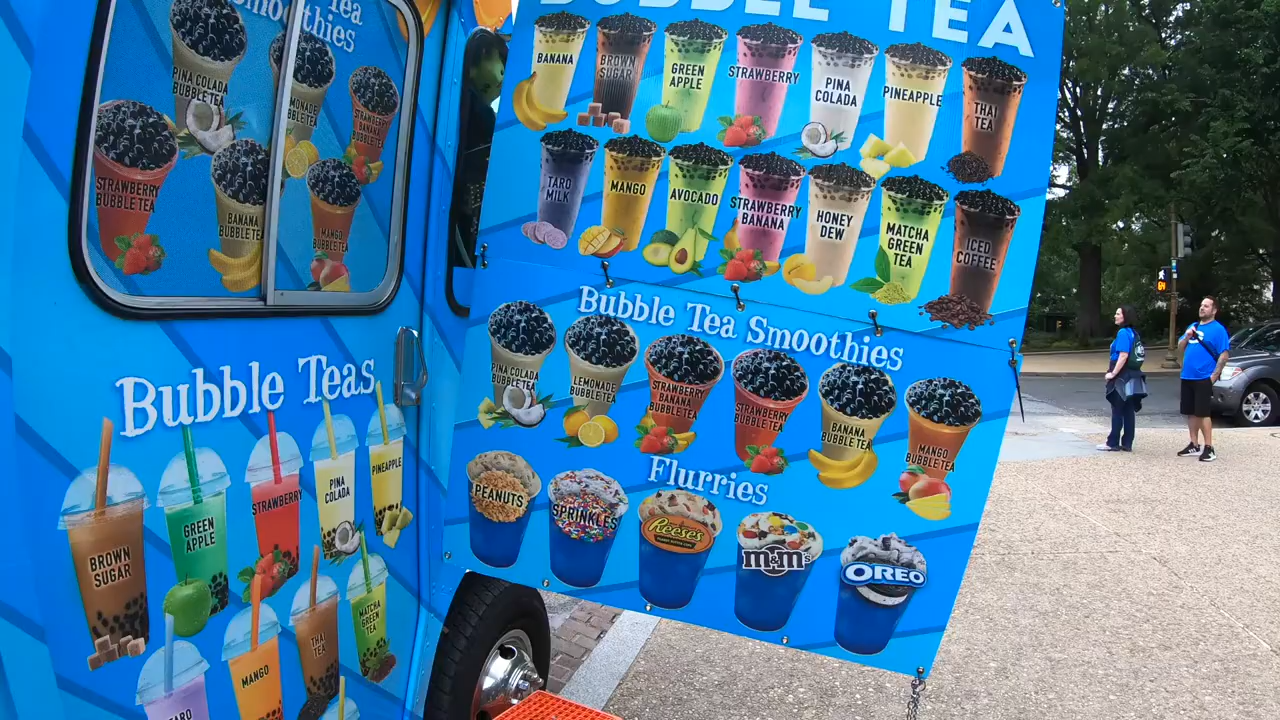 Tea
Smoothies
PINA COLADA
BUBBLE TEA
STRAWBERRY
BANANA
BUBBLE TEA
STRAWBERRY
BUBBLE TEA
BANANA
BUBBLE TEA
MANGO
BUBBLE TEA
BUBBLE TEA
BANANA
BROWN
SUGAR
GREEN
APPLE
STRAWBERRY
PINA
COLADA
PINEAPPLE
THAI
TEA
TARO
MILK
MANGO
AVOCADO
STRAWBERRY
BANANA
HONEY
DEW
MATCHA
GREEN
TEA
ICED
COFFEE
Bubble Tea Smoothies
PINA COLADA
BUBBLE TEA
LEMONADE
BUBBLE TEA
STRAWBERRY
BANANA
BUBBLE TEA
STRAWBERRY
BUBBLE TEA
BANANA
BUBBLE TEA
MANGO
BUBBLE TEA
Flurries
PEANUTS
SPRINKLES
Reeses
m&m's
OREO
Bubble Teas
BROWN
SUGAR
GREEN
APPLE
STRAWBERRY
PINA
COLADA
PINEAPPLE
TARO
MANGO
THAI
TEA
MATCHA
GREEN
TEA